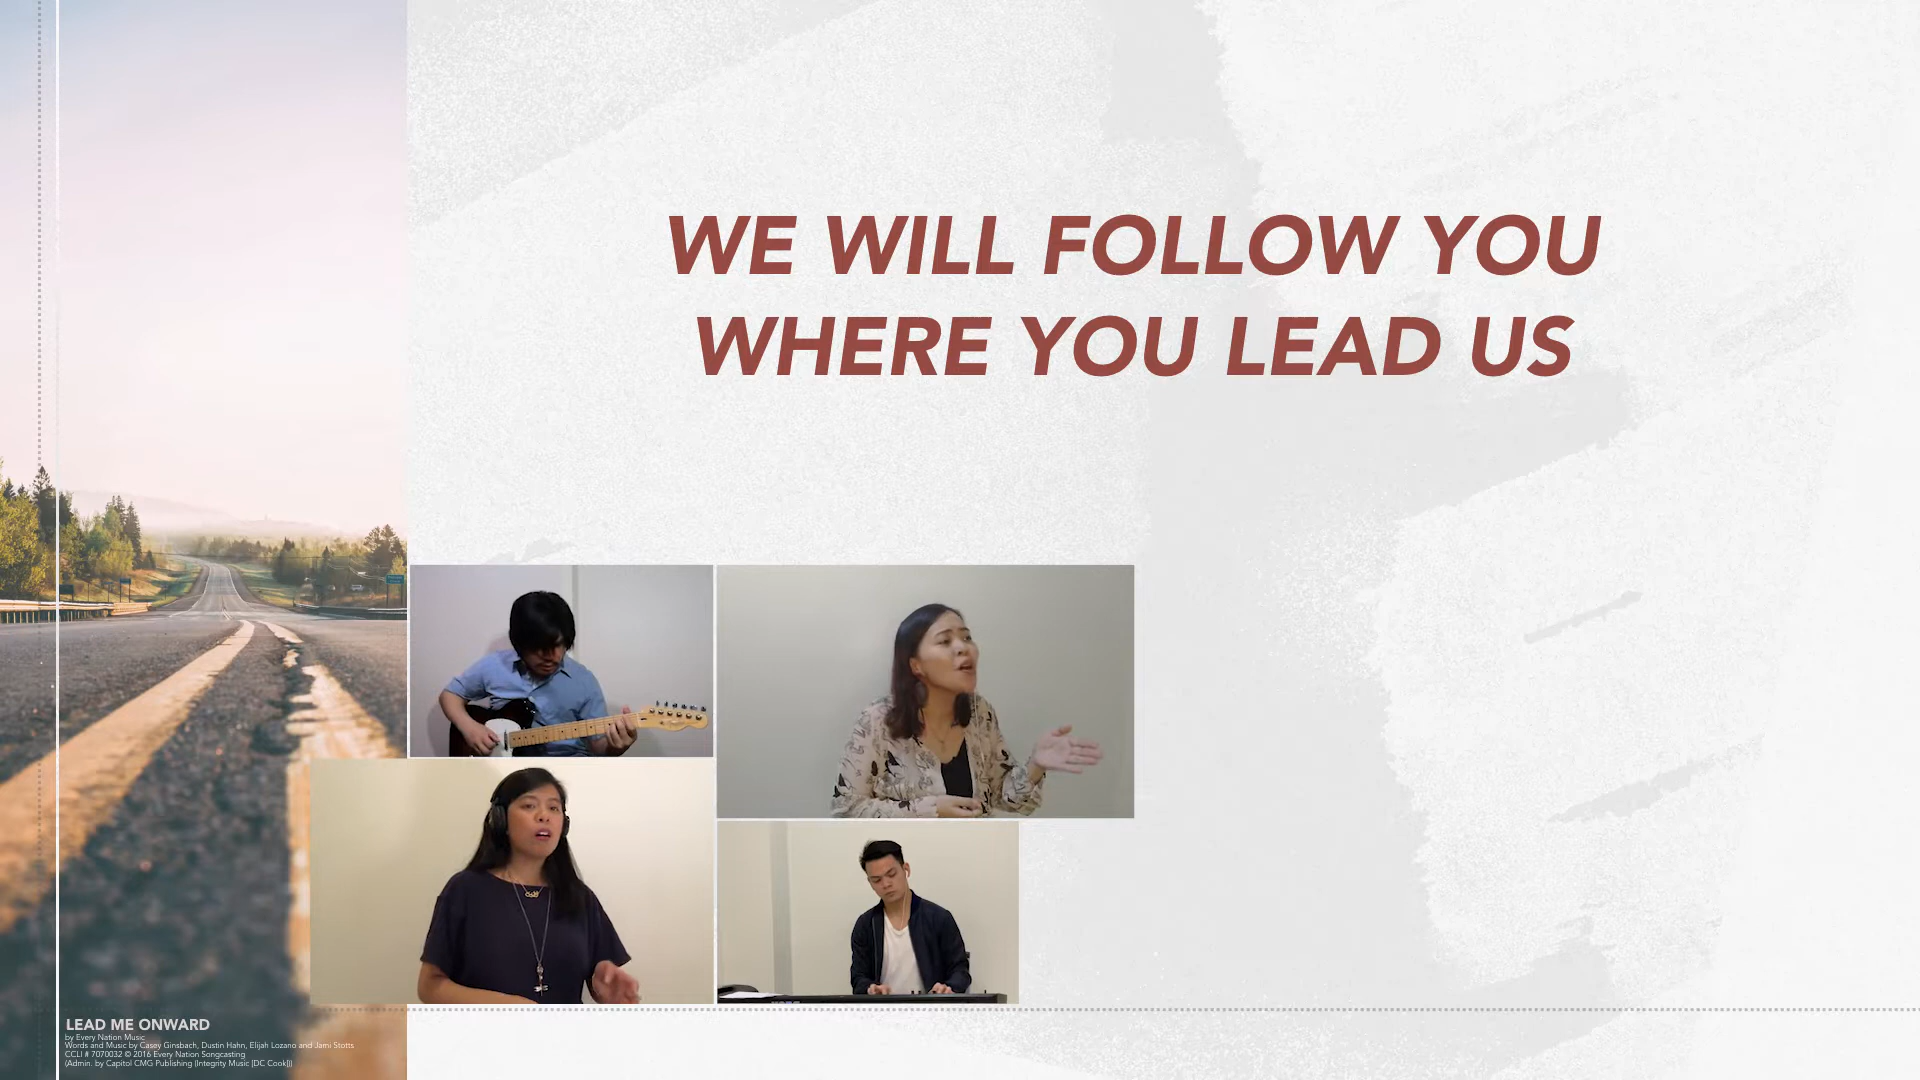 WE WILL FOLLOW YOU
WHERE YOU LEAD US
LEAD ME ONWARD
by Every Nation Music
Words and Music by Casey Ginsbach, Dustin Hahn, Elijah Lozano and Jami Stotts
CCLI # 7070032 © 2016 Every Nation Songcasting
(Admin. by Capitol CMG Publishing (Integrity Music [DC Cook]))